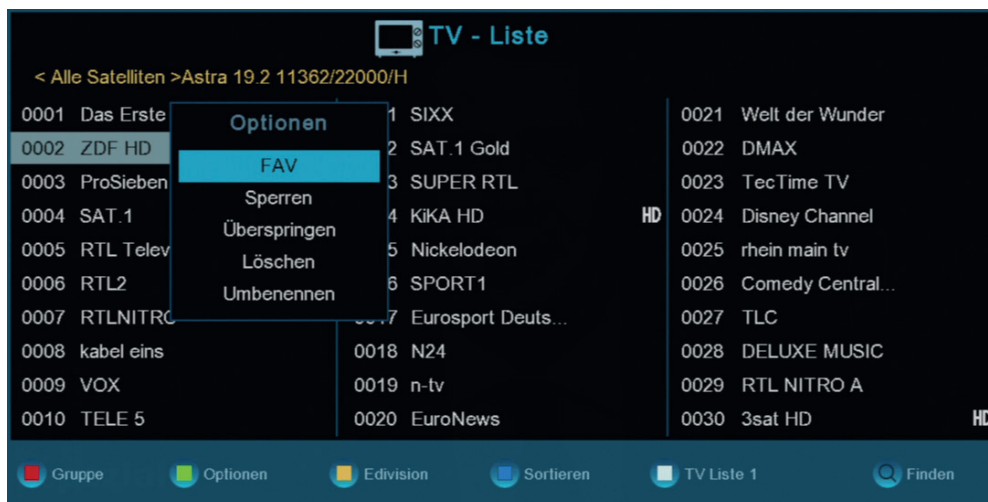 TV - Liste
< Alle Satelliten >Astra 19.2 11362/22000/H
0001 Das Erste
0002 ZDF HD
0003 ProSieben
0004 SAT.1
0005 RTL Telev
0006 RTL2
0007 RTLNITRO
0008 kabel eins
0009 VOX
0010 TELE 5
Optionen
FAV
Sperren
Überspringen
Löschen
Umbenennen
1 SIXX
2 SAT.1 Gold
3 SUPER RTL
4 KiKA HD HD
5 Nickelodeon
6 SPORT1
0017 Eurosport Deuts...
0018 N24
0019 n-tv
0020 EuroNews
0021 Welt der Wunder
0022 DMAX
0023 TecTime TV
0024 Disney Channel
0025 rhein main tv
0026 Comedy Central...
0027 TLC
0028 DELUXE MUSIC
0029 RTL NITRO A
0030 3sat HD HD
Gruppe Optionen Edivision Sortieren TV Liste 1 Finden